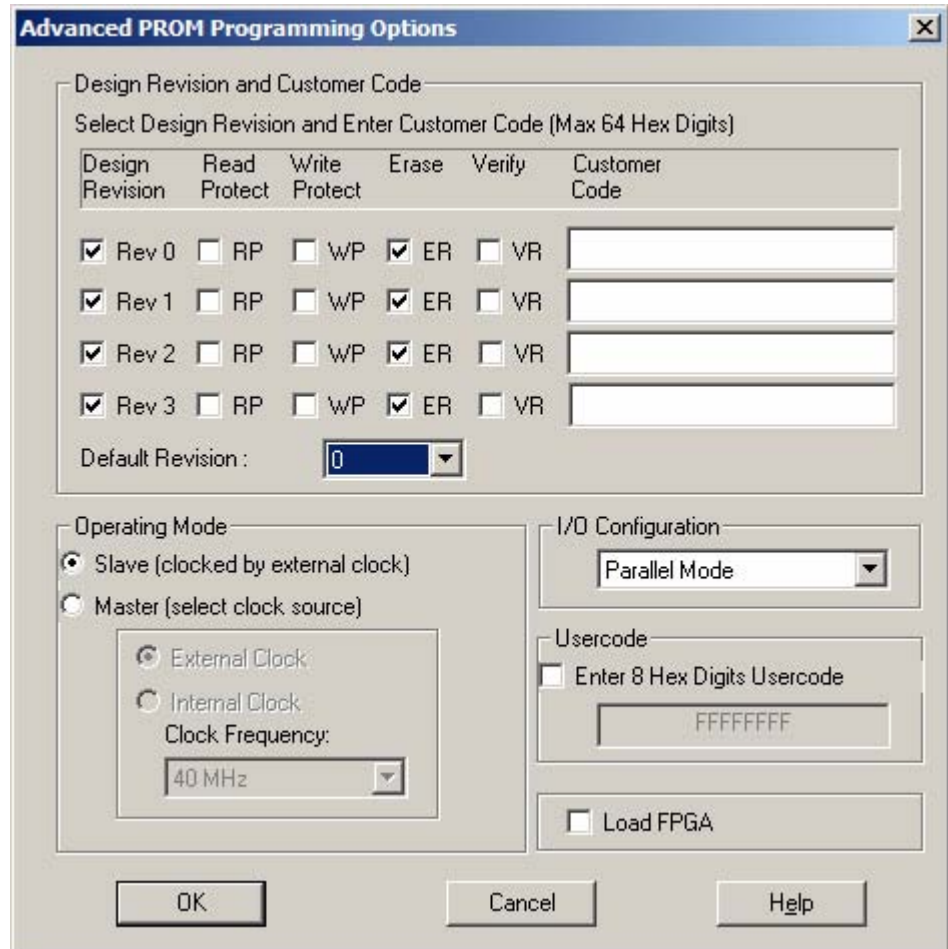 Advanced PROM Programming Options
Design Revision and Customer Code
Select Design Revision and Enter Customer Code (Max 64 Hex Digits)
Design Revision Read Protect Write Protect Erase Verify Customer Code
Rev 0 RP WP ER VR
Rev 1 RP WP ER VR
Rev 2 RP WP ER VR
Rev 3 RP WP ER VR
Default Revision : 0
Operating Mode
Slave (clocked by external clock)
Master (select clock source)
External Clock
Internal Clock
Clock Frequency:
40 MHz
I/O Configuration
Parallel Mode
Usercode
Enter 8 Hex Digits Usercode
FFFFFFFF
Load FPGA
OK Cancel Help